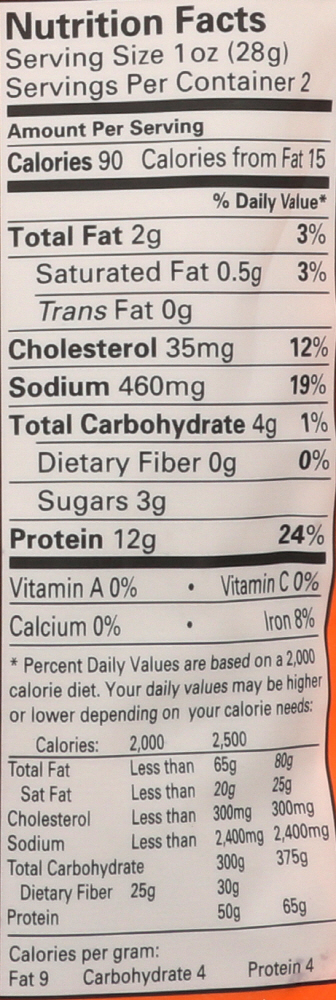 Nutrition Facts
Serving Size 1oz (28g)
Servings Per Container 2
Amount Per Serving
Calories 90 Calories from Fat 15
% Daily Value*
Total Fat 2g 3%
Saturated Fat 0.5g 3%
Trans Fat 0g
Cholesterol 35mg 12%
Sodium 460mg 19%
Total Carbohydrate 4g 1%
Dietary Fiber 0g 0%
Sugars 3g
Protein 12g 24%
Vitamin A 0% • Vitamin C 0%
Calcium 0% • Iron 8%
* Percent Daily Values are based on a 2,000
calorie diet. Your daily values may be higher
or lower depending on your calorie needs:
Calories: 2,000 2,500
Total Fat Less than 65g 80g
Sat Fat Less than 20g 25g
Cholesterol Less than 300mg 300mg
Sodium Less than 2,400mg 2,400mg
Total Carbohydrate 300g 375g
Dietary Fiber 25g 30g
Protein 50g 65g
Calories per gram:
Fat 9 Carbohydrate 4 Protein 4